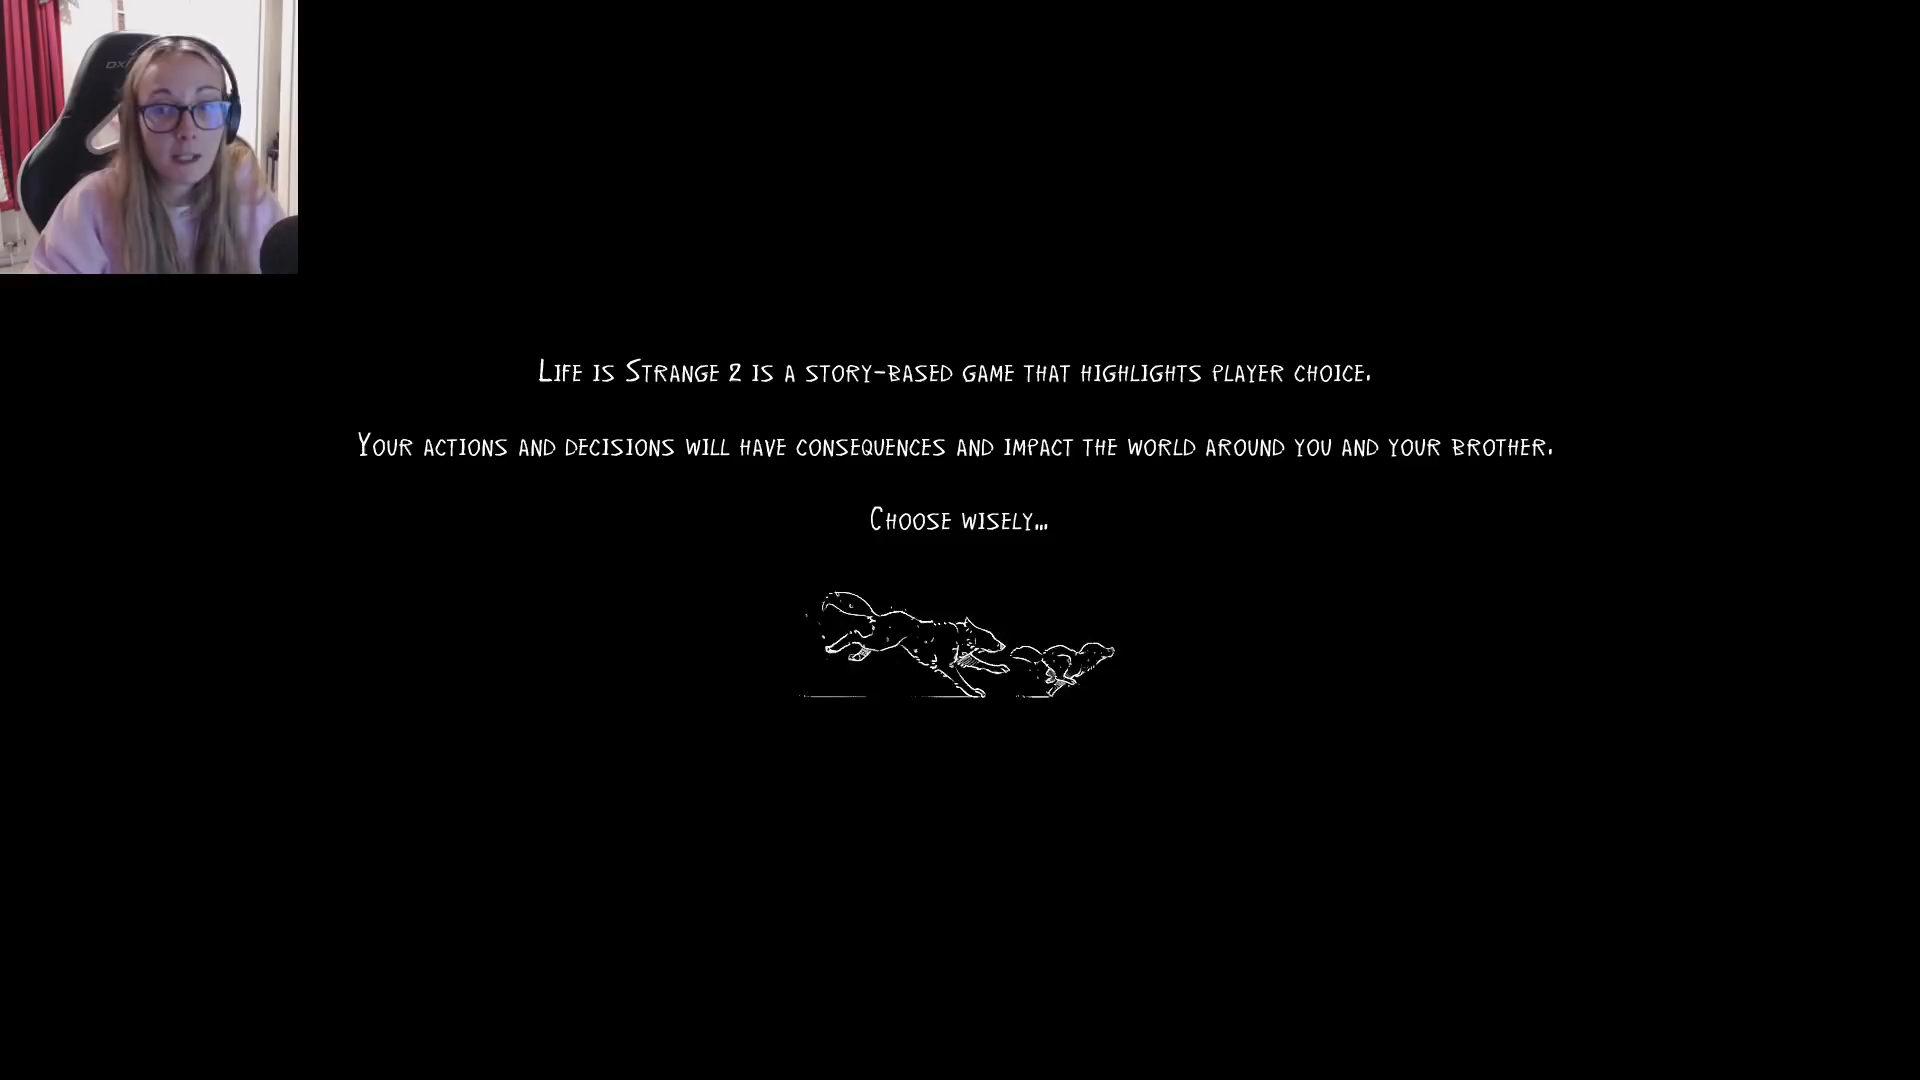 DX
Life is Strange 2 is a story-based game that highlights player choice.
Your actions and decisions will have consequences and impact the world around you and your brother.
Choose wisely...